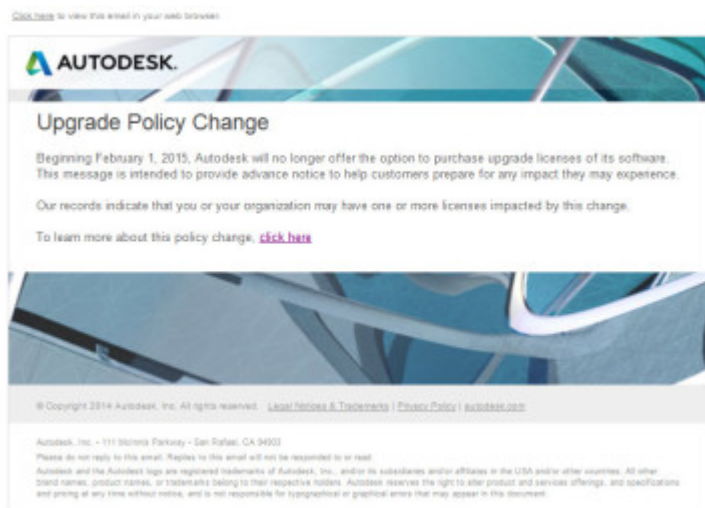 Click here to view this email in your web browser.
AUTODESK.
Upgrade Policy Change
Beginning February 1, 2015, Autodesk will no longer offer the option to purchase upgrade licenses of its software.
This message is intended to provide advance notice to help customers prepare for any impact they may experience.
Our records indicate that you or your organization may have one or more licenses impacted by this change.
To learn more about this policy change, click here
© Copyright 2014 Autodesk, Inc. All rights reserved. Legal Notices & Trademarks | Privacy Policy | autodesk.com
Autodesk, Inc. • 111 McInnis Parkway • San Rafael, CA 94903
Please do not reply to this email. Replies to this email will not be responded to or read.
Autodesk and the Autodesk logo are registered trademarks of Autodesk, Inc., and/or its subsidiaries and/or affiliates in the USA and/or other countries. All other
brand names, product names, or trademarks belong to their respective holders. Autodesk reserves the right to alter product and services offerings, and specifications
and pricing at any time without notice, and is not responsible for typographical or graphical errors that may appear in this document.